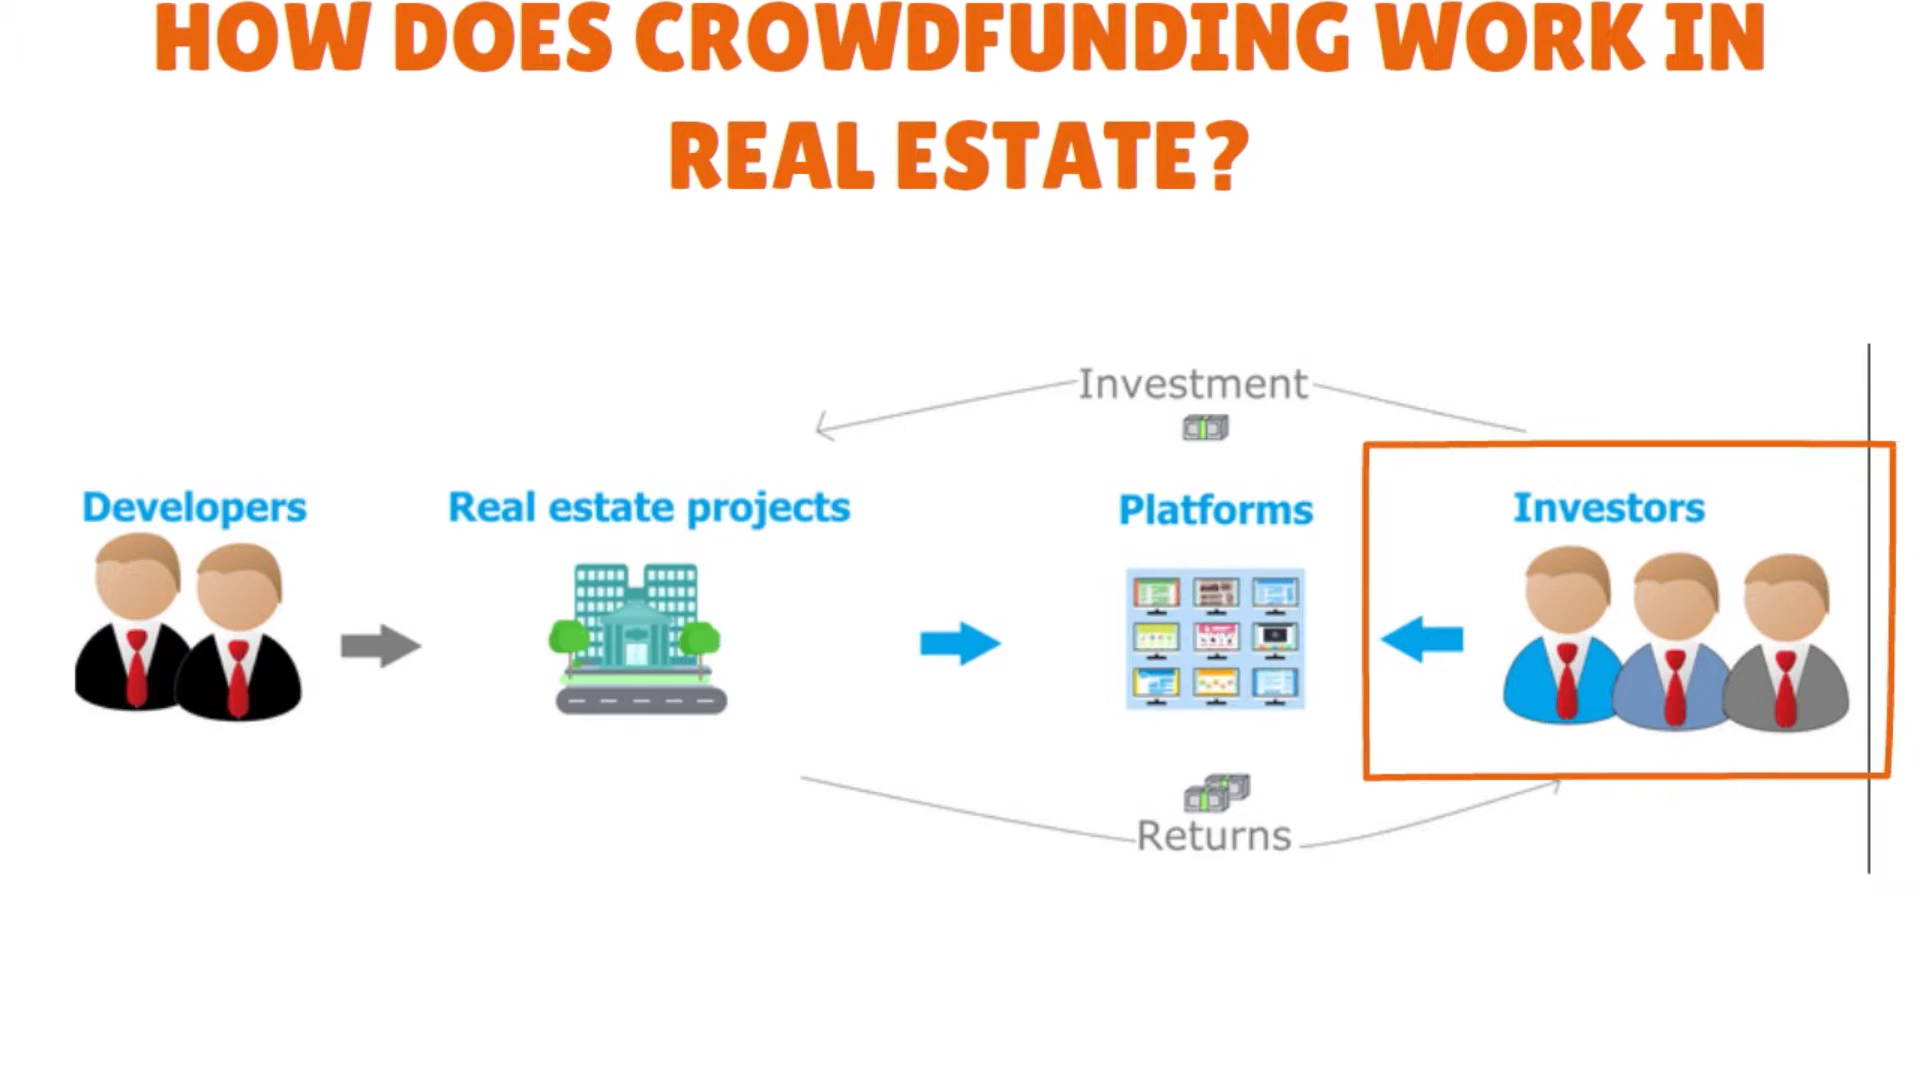 HOW DOES CROWDFUNDING WORK IN
REAL ESTATE?
Investment
Developers
Real estate projects
Platforms
Investors
Returns